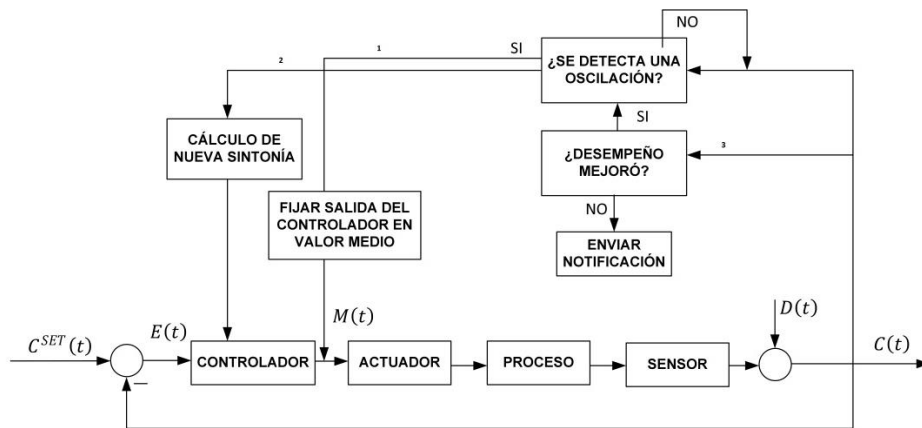 NO
1
SI
¿SE DETECTA UNA
OSCILACIÓN?
2
SI
3
CÁLCULO DE
NUEVA SINTONÍA
¿DESEMPEÑO
MEJORÓ?
FIJAR SALIDA DEL
CONTROLADOR EN
VALOR MEDIO
NO
ENVIAR
NOTIFICACIÓN
C^SET(t)
E(t)
M(t)
D(t)
C(t)
CONTROLADOR
ACTUADOR
PROCESO
SENSOR
—